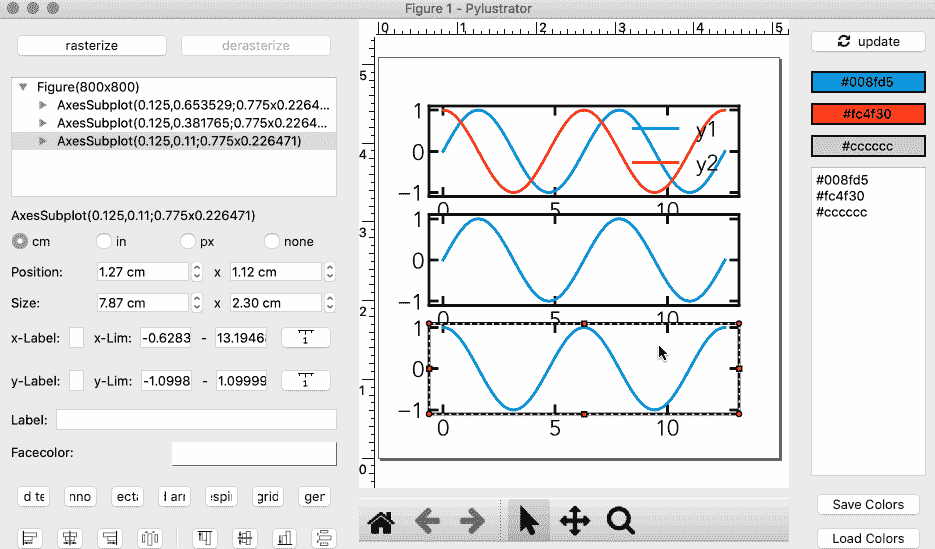 Figure 1 - Pylustrator
rasterize
derasterize
Figure(800x800)
AxesSubplot(0.125,0.653529;0.775x0.2264...
AxesSubplot(0.125,0.381765;0.775x0.2264...
AxesSubplot(0.125,0.11;0.775x0.226471)
AxesSubplot(0.125,0.11;0.775x0.226471)
cm in px none
Position: 1.27 cm x 1.12 cm
Size: 7.87 cm x 2.30 cm
x-Label: x-Lim: -0.6283 - 13.1946 1
y-Label: y-Lim: -1.0998 - 1.09999 1
Label:
Facecolor:
d te nno ecta l arr spi grid ger
0 1 2 3 4 5
5
4
3
2
1
0
1
0
−1
0 5 10
y1
y2
1
0
−1
0 5 10
1
0
−1
0 5 10
update
#008fd5
#fc4f30
#cccccc
#008fd5
#fc4f30
#cccccc
Save Colors
Load Colors